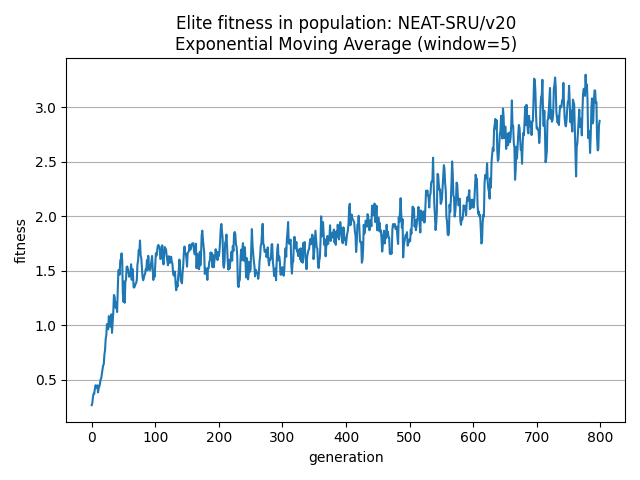 Elite fitness in population: NEAT-SRU/v20
Exponential Moving Average (window=5)
fitness
3.0
2.5
2.0
1.5
1.0
0.5
0 100 200 300 400 500 600 700 800
generation